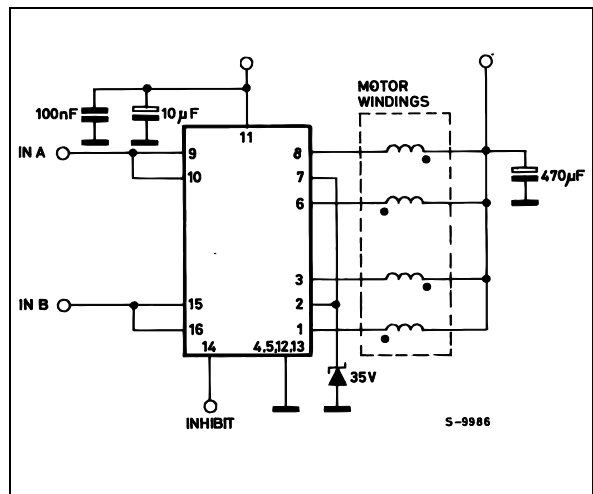 MOTOR
WINDINGS
100nF
10µF
11
IN A
9
8
10
7
470µF
6
3
IN B
15
2
16
1
14
4,5,12,13
35V
INHIBIT
S-9986